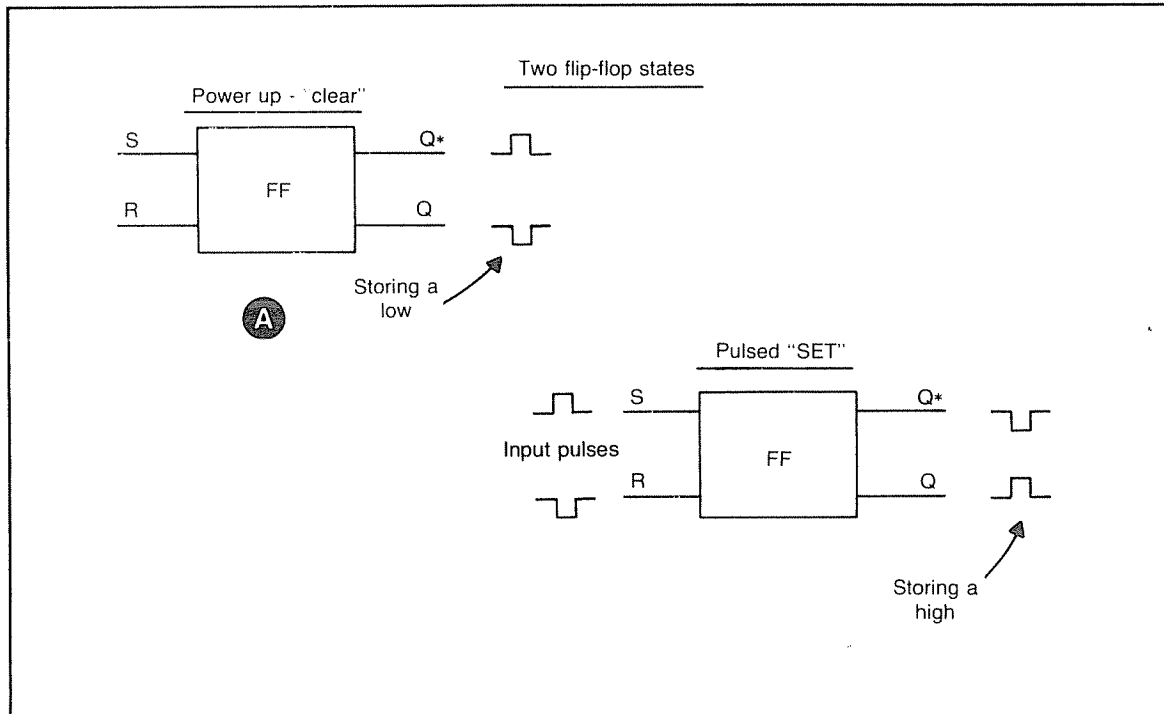 Two flip-flop states
Power up - "clear"
S
Q*
FF
R
Q
Storing a
low
A
Pulsed "SET"
S
Q*
Input pulses
FF
R
Q
Storing a
high